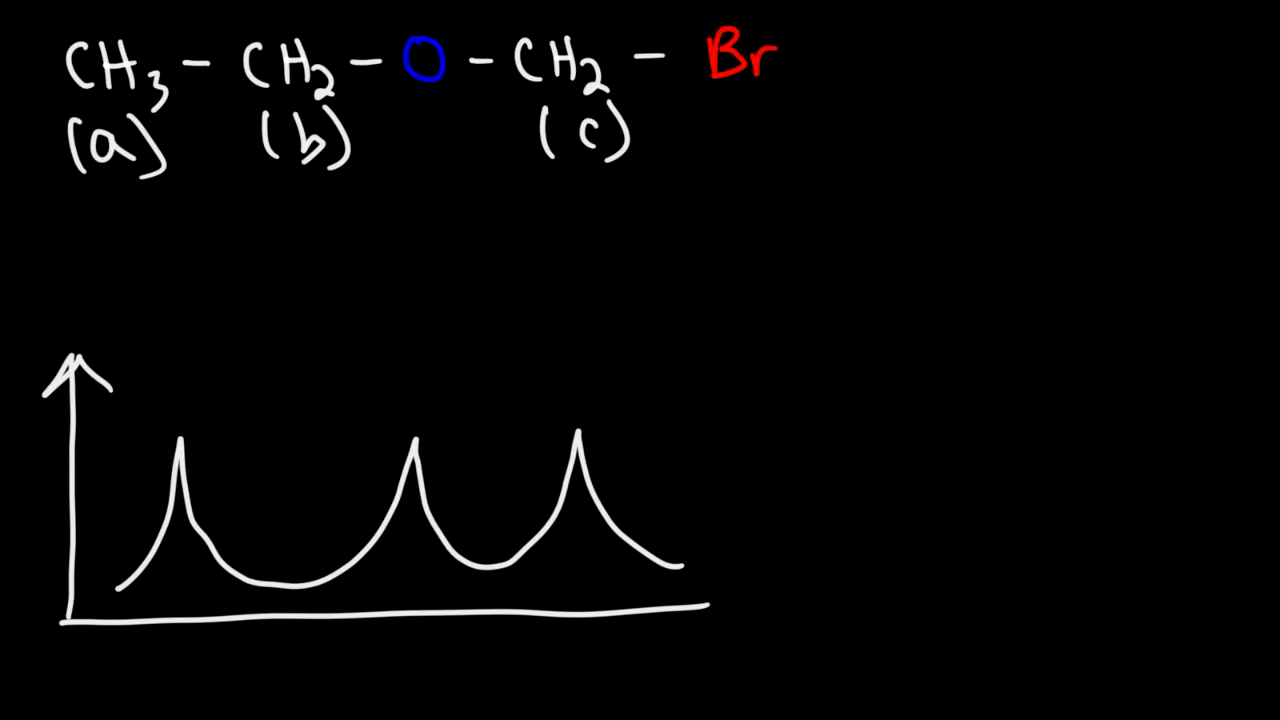 CH₃ - CH₂ - O - CH₂ - Br
(a) (b) (c)